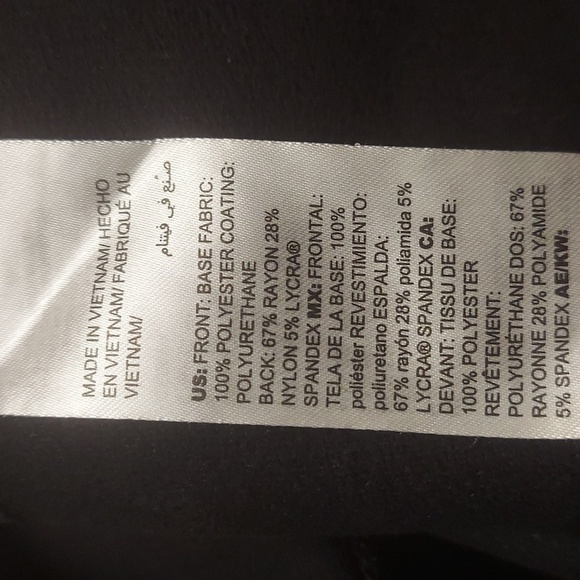 MADE IN VIETNAM/ HECHO
EN VIETNAM/ FABRIQUÉ AU
VIETNAM/
صنع في فيتنام
US: FRONT: BASE FABRIC:
100% POLYESTER COATING:
POLYURETHANE
BACK: 67% RAYON 28%
NYLON 5% LYCRA®
SPANDEX MX: FRONTAL:
TELA DE LA BASE: 100%
poliéster REVESTIMIENTO:
poliuretano ESPALDA:
67% rayón 28% poliamida 5%
LYCRA® SPANDEX CA:
DEVANT: TISSU DE BASE:
100% POLYESTER
REVÊTEMENT:
POLYURÉTHANE DOS: 67%
RAYONNE 28% POLYAMIDE
5% SPANDEX AE/KW: